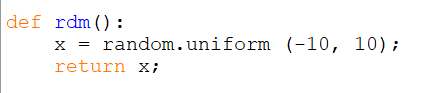 def rdm():
    x = random.uniform (-10, 10);
    return x;